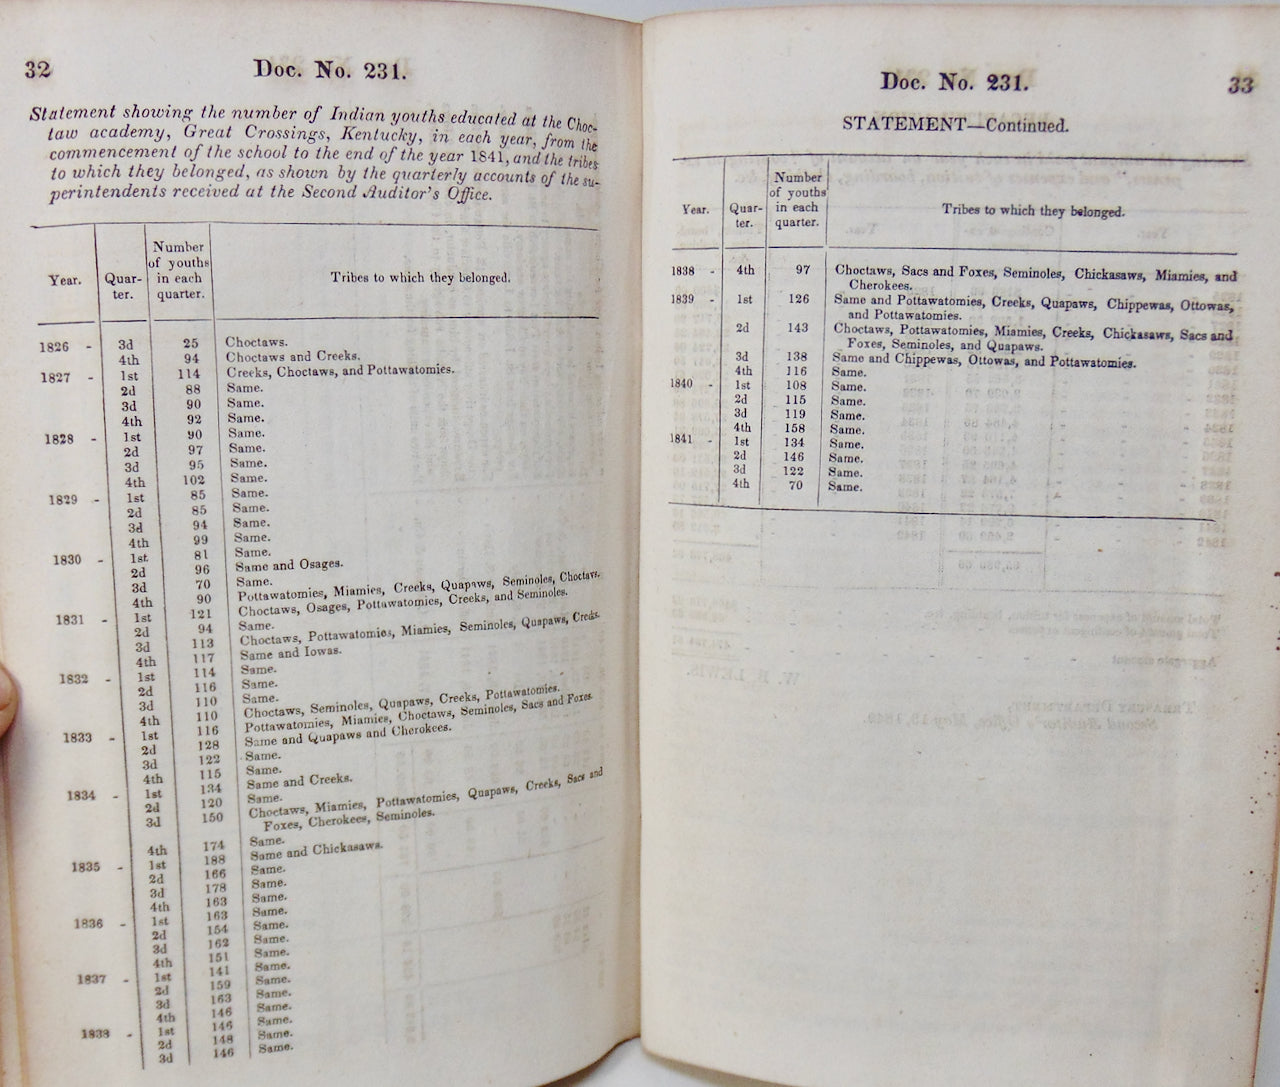 32
Doc. No. 231.
Statement showing the number of Indian youths educated at the Choc-
taw academy, Great Crossings, Kentucky, in each year, from the
commencement of the school to the end of the year 1841, and the tribes
to which they belonged, as shown by the quarterly accounts of the su-
perintendents received at the Second Auditor's Office.
Year. Quar- ter. Number of youths in each quarter. Tribes to which they belonged.
1826 - 3d 25 Choctaws.
4th 94 Choctaws and Creeks.
1827 - 1st 114 Creeks, Choctaws, and Pottawatomies.
2d 88 Same.
3d 90 Same.
4th 92 Same.
1828 - 1st 90 Same.
2d 97 Same.
3d 95 Same.
4th 102 Same.
1829 - 1st 85 Same.
2d 85 Same.
3d 94 Same.
4th 99 Same.
1830 - 1st 81 Same.
2d 96 Same and Osages.
3d 70 Same.
4th 90 Pottawatomies, Miamies, Creeks, Quapaws, Seminoles, Choctaws.
1831 - 1st 121 Choctaws, Osages, Pottawatomies, Creeks, and Seminoles.
2d 94 Same.
3d 113 Choctaws, Pottawatomies, Miamies, Seminoles, Quapaws, Creeks.
4th 117 Same and Iowas.
1832 - 1st 114 Same.
2d 116 Same.
3d 110 Same.
4th 110 Choctaws, Seminoles, Quapaws, Creeks, Pottawatomies.
1833 - 1st 116 Pottawatomies, Miamies, Choctaws, Seminoles, Sacs and Foxes.
2d 128 Same and Quapaws and Cherokees.
3d 122 Same.
4th 115 Same.
1834 - 1st 134 Same and Creeks.
2d 120 Same.
3d 150 Choctaws, Miamies, Pottawatomies, Quapaws, Creeks, Sacs and
Foxes, Cherokees, Seminoles.
4th 174 Same.
1835 - 1st 188 Same and Chickasaws.
2d 166 Same.
3d 178 Same.
4th 163 Same.
1836 - 1st 163 Same.
2d 154 Same.
3d 162 Same.
4th 151 Same.
1837 - 1st 141 Same.
2d 159 Same.
3d 163 Same.
4th 146 Same.
1838 - 1st 146 Same.
2d 148 Same.
3d 146 Same.
Doc. No. 231.
33
STATEMENT—Continued.
Year. Quar- ter. Number of youths in each quarter. Tribes to which they belonged.
1838 - 4th 97 Choctaws, Sacs and Foxes, Seminoles, Chickasaws, Miamies, and
Cherokees.
1839 - 1st 126 Same and Pottawatomies, Creeks, Quapaws, Chippewas, Ottowas,
and Pottawatomies.
2d 143 Choctaws, Pottawatomies, Miamies, Creeks, Chickasaws, Sacs and
Foxes, Seminoles, and Quapaws.
3d 138 Same and Chippewas, Ottowas, and Pottawatomies.
4th 116 Same.
1840 - 1st 108 Same.
2d 115 Same.
3d 119 Same.
4th 158 Same.
1841 - 1st 134 Same.
2d 146 Same.
3d 122 Same.
4th 70 Same.